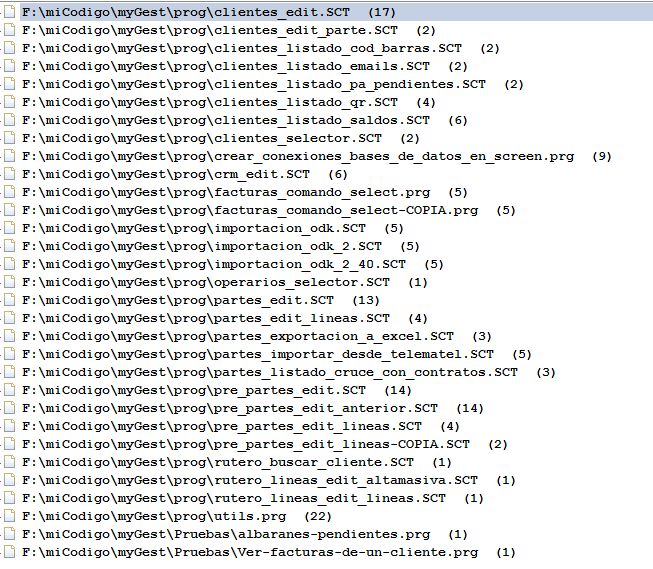 F:\miCodigo\myGest\prog\clientes_edit.SCT (17)
F:\miCodigo\myGest\prog\clientes_edit_parte.SCT (2)
F:\miCodigo\myGest\prog\clientes_listado_cod_barras.SCT (2)
F:\miCodigo\myGest\prog\clientes_listado_emails.SCT (2)
F:\miCodigo\myGest\prog\clientes_listado_pa_pendientes.SCT (2)
F:\miCodigo\myGest\prog\clientes_listado_qr.SCT (4)
F:\miCodigo\myGest\prog\clientes_listado_saldos.SCT (6)
F:\miCodigo\myGest\prog\clientes_selector.SCT (2)
F:\miCodigo\myGest\prog\crear_conexiones_bases_de_datos_en_screen.prg (9)
F:\miCodigo\myGest\prog\crm_edit.SCT (6)
F:\miCodigo\myGest\prog\facturas_comando_select.prg (5)
F:\miCodigo\myGest\prog\facturas_comando_select-COPIA.prg (5)
F:\miCodigo\myGest\prog\importacion_odk.SCT (5)
F:\miCodigo\myGest\prog\importacion_odk_2.SCT (5)
F:\miCodigo\myGest\prog\importacion_odk_2_40.SCT (5)
F:\miCodigo\myGest\prog\operarios_selector.SCT (1)
F:\miCodigo\myGest\prog\partes_edit.SCT (13)
F:\miCodigo\myGest\prog\partes_edit_lineas.SCT (4)
F:\miCodigo\myGest\prog\partes_exportacion_a_excel.SCT (3)
F:\miCodigo\myGest\prog\partes_importar_desde_telematel.SCT (5)
F:\miCodigo\myGest\prog\partes_listado_cruce_con_contratos.SCT (3)
F:\miCodigo\myGest\prog\pre_partes_edit.SCT (14)
F:\miCodigo\myGest\prog\pre_partes_edit_anterior.SCT (14)
F:\miCodigo\myGest\prog\pre_partes_edit_lineas.SCT (4)
F:\miCodigo\myGest\prog\pre_partes_edit_lineas-COPIA.SCT (2)
F:\miCodigo\myGest\prog\rutero_buscar_cliente.SCT (1)
F:\miCodigo\myGest\prog\rutero_lineas_edit_altamasiva.SCT (1)
F:\miCodigo\myGest\prog\rutero_lineas_edit_lineas.SCT (1)
F:\miCodigo\myGest\prog\utils.prg (22)
F:\miCodigo\myGest\Pruebas\albaranes-pendientes.prg (1)
F:\miCodigo\myGest\Pruebas\Ver-facturas-de-un-cliente.prg (1)